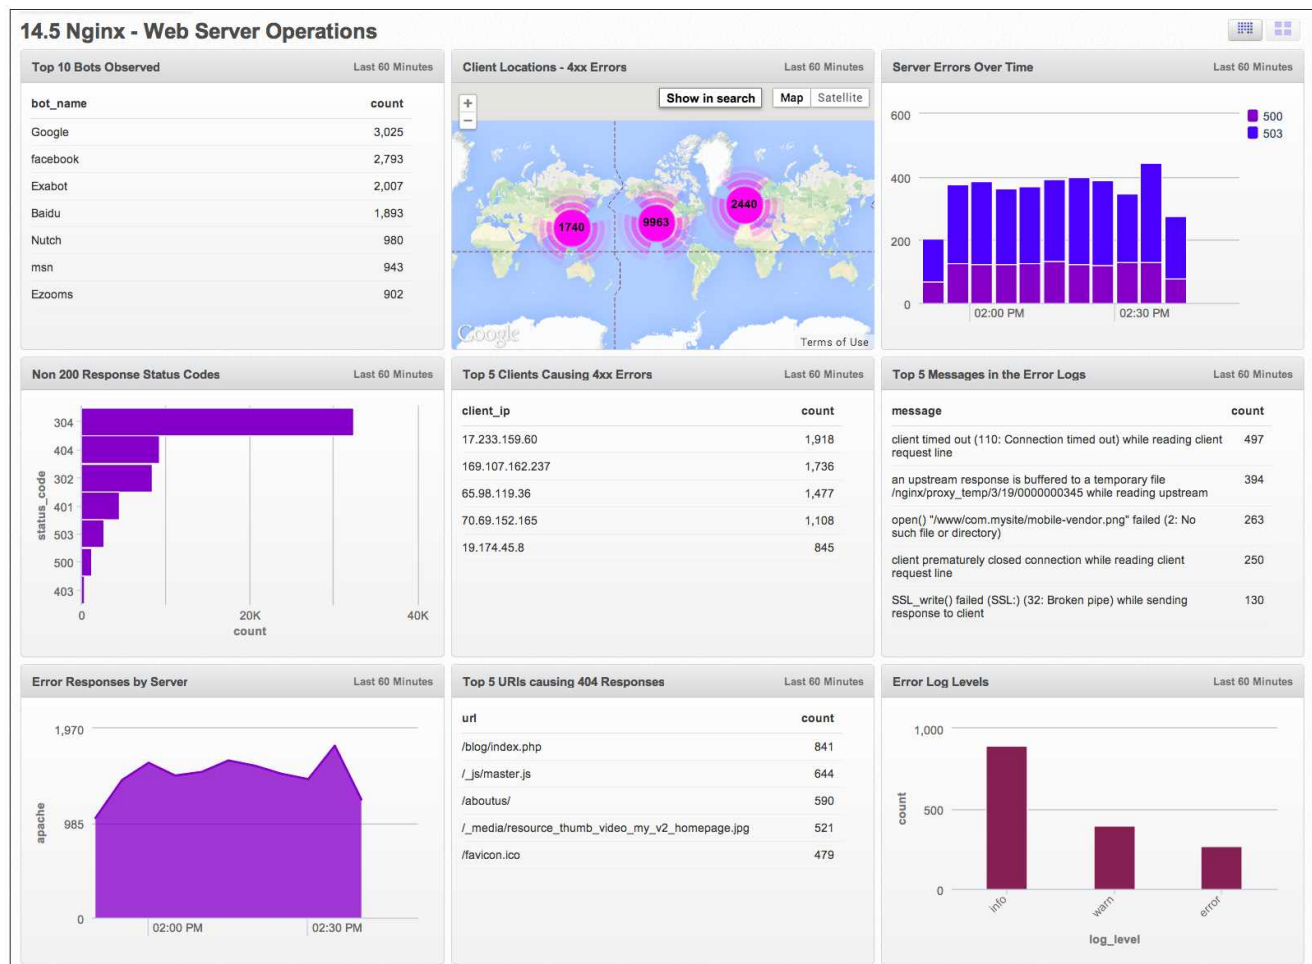 14.5 Nginx - Web Server Operations
Top 10 Bots Observed Last 60 Minutes
bot_name count
Google 3,025
facebook 2,793
Exabot 2,007
Baidu 1,893
Nutch 980
msn 943
Ezooms 902
Client Locations - 4xx Errors Last 60 Minutes
+
−
Show in search Map Satellite
1740 9963 2440
Google
Terms of Use
Server Errors Over Time Last 60 Minutes
600
400
200
0
500
503
02:00 PM 02:30 PM
Non 200 Response Status Codes Last 60 Minutes
status_code
304
404
302
401
503
500
403
0 20K 40K
count
Top 5 Clients Causing 4xx Errors Last 60 Minutes
client_ip count
17.233.159.60 1,918
169.107.162.237 1,736
65.98.119.36 1,477
70.69.152.165 1,108
19.174.45.8 845
Top 5 Messages in the Error Logs Last 60 Minutes
message count
client timed out (110: Connection timed out) while reading client 497
request line
an upstream response is buffered to a temporary file 394
/nginx/proxy_temp/3/19/0000000345 while reading upstream
open() "/www/com.mysite/mobile-vendor.png" failed (2: No 263
such file or directory)
client prematurely closed connection while reading client 250
request line
SSL_write() failed (SSL:) (32: Broken pipe) while sending 130
response to client
Error Responses by Server Last 60 Minutes
apache
1,970
985
0
02:00 PM 02:30 PM
Top 5 URIs causing 404 Responses Last 60 Minutes
url count
/blog/index.php 841
/_js/master.js 644
/aboutus/ 590
/_media/resource_thumb_video_my_v2_homepage.jpg 521
/favicon.ico 479
Error Log Levels Last 60 Minutes
count
1,000
500
0
info warn error
log_level